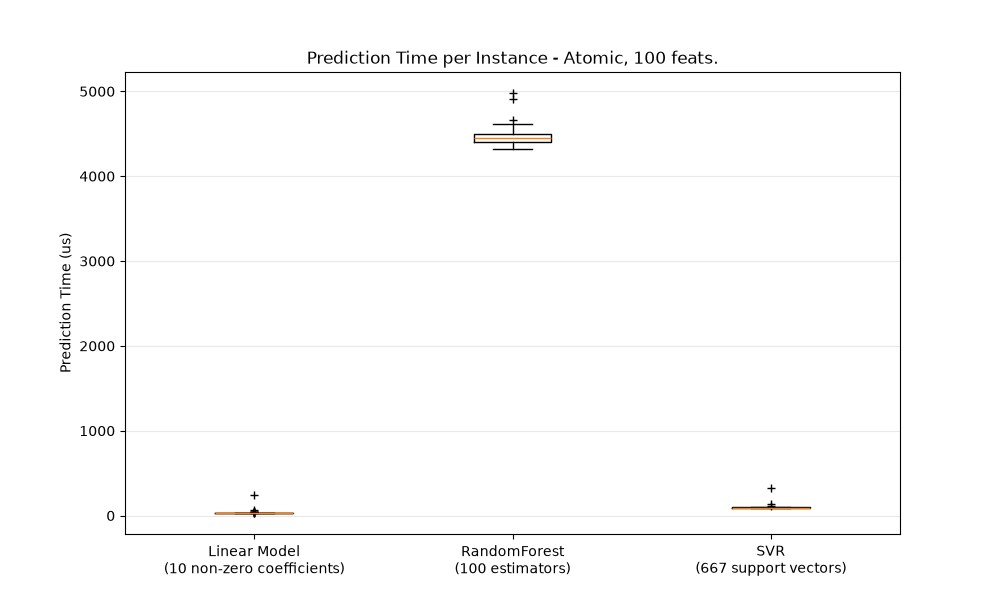 Prediction Time per Instance - Atomic, 100 feats.
Prediction Time (us)
5000
4000
3000
2000
1000
0
Linear Model
(10 non-zero coefficients)
RandomForest
(100 estimators)
SVR
(667 support vectors)